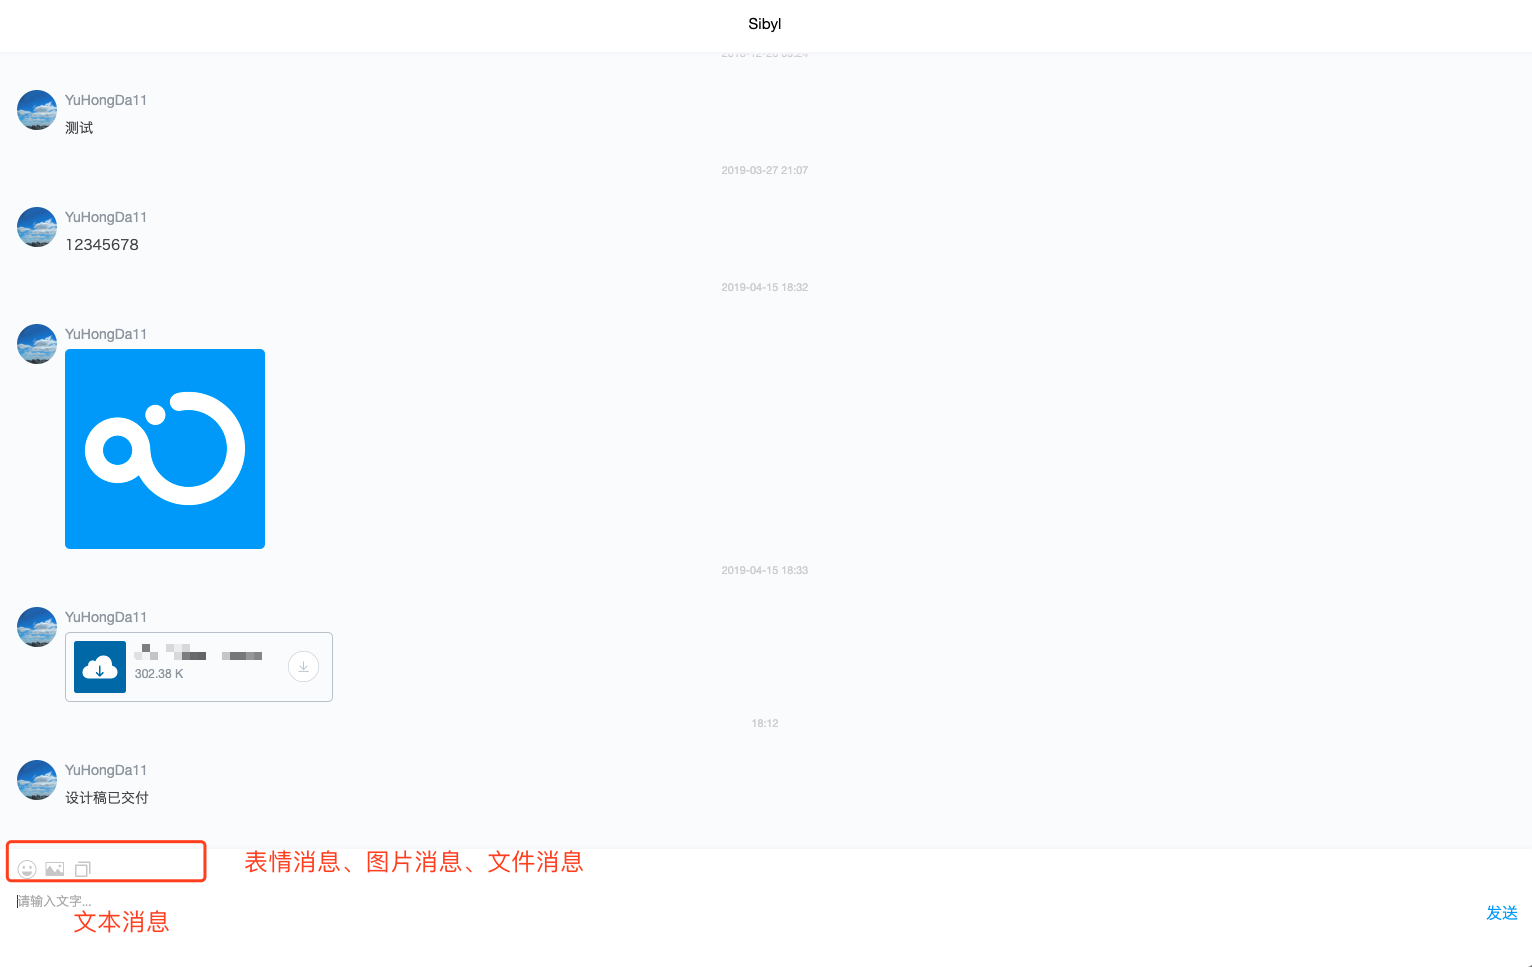 Sibyl
YuHongDa11
测试
2019-03-27 21:07
YuHongDa11
12345678
2019-04-15 18:32
YuHongDa11
2019-04-15 18:33
YuHongDa11
302.38 K
18:12
YuHongDa11
设计稿已交付
表情消息、图片消息、文件消息
请输入文字...
文本消息
发送